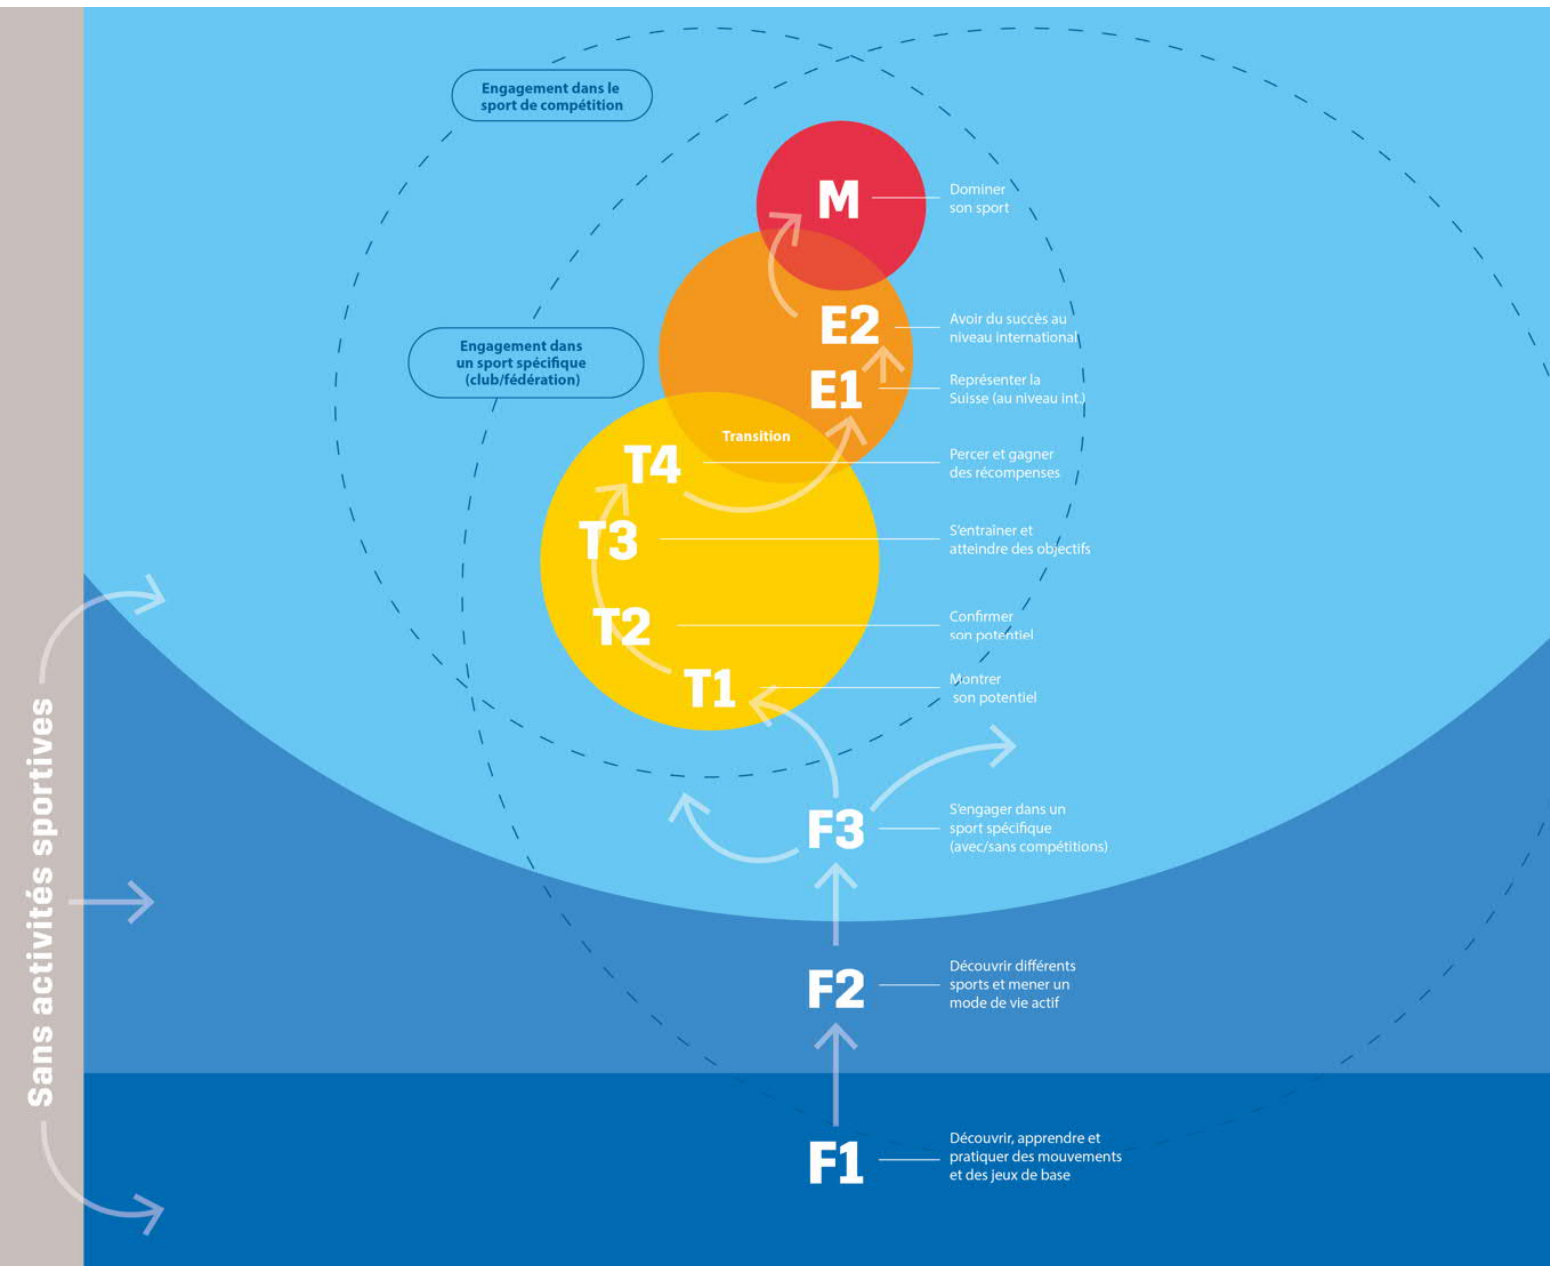 Engagement dans le
sport de compétition
M
Dominer
son sport
E2
Avoir du succès au
niveau international
Engagement dans
un sport spécifique
(club/fédération)
E1
Représenter la
Suisse (au niveau int.)
Transition
T4
Percer et gagner
des récompenses
T3
S'entraîner et
atteindre des objectifs
T2
Confirmer
son potentiel
T1
Montrer
son potentiel
F3
S'engager dans un
sport spécifique
(avec/sans compétitions)
F2
Découvrir différents
sports et mener un
mode de vie actif
F1
Découvrir, apprendre et
pratiquer des mouvements
et des jeux de base
Sans activités sportives